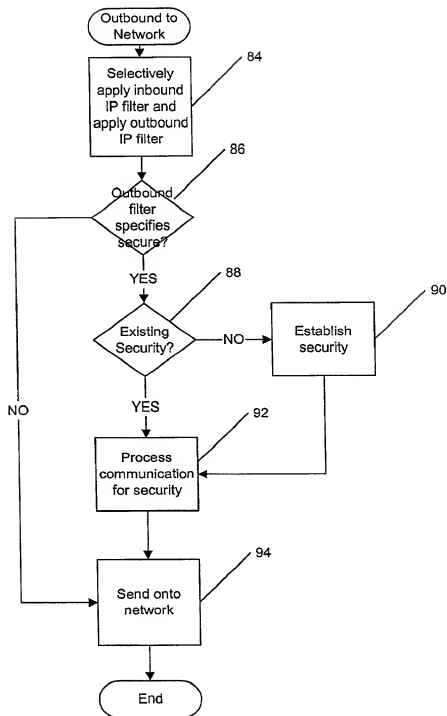 Outbound to
Network
84
Selectively
apply inbound
IP filter and
apply outbound
IP filter
86
Outbound
filter
specifies
secure?
YES
88
90
Existing
Security?
NO
Establish
security
NO
YES
92
Process
communication
for security
94
Send onto
network
End